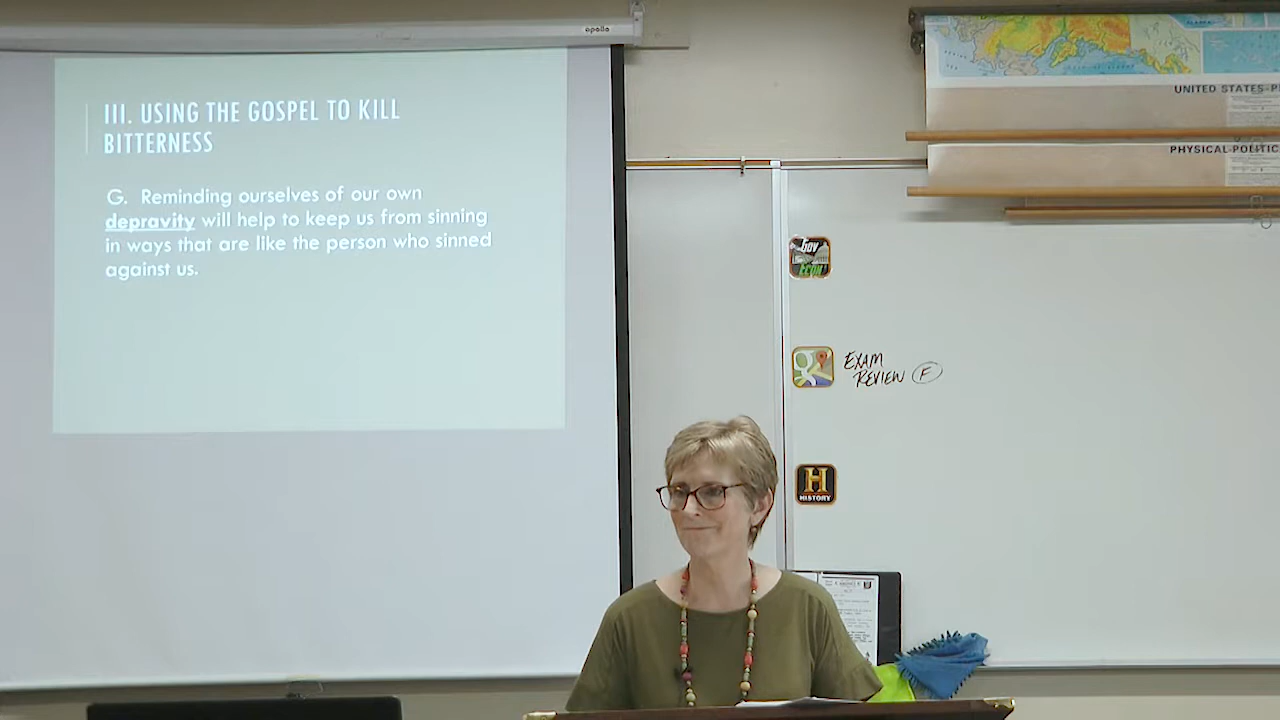 apollo
III. USING THE GOSPEL TO KILL
BITTERNESS
G. Reminding ourselves of our own
depravity will help to keep us from sinning
in ways that are like the person who sinned
against us.
ALASKA
UNITED STATES-P
PHYSICAL-POLITIC
GOV
ECON
EXAM
REVIEW F
H
HISTORY